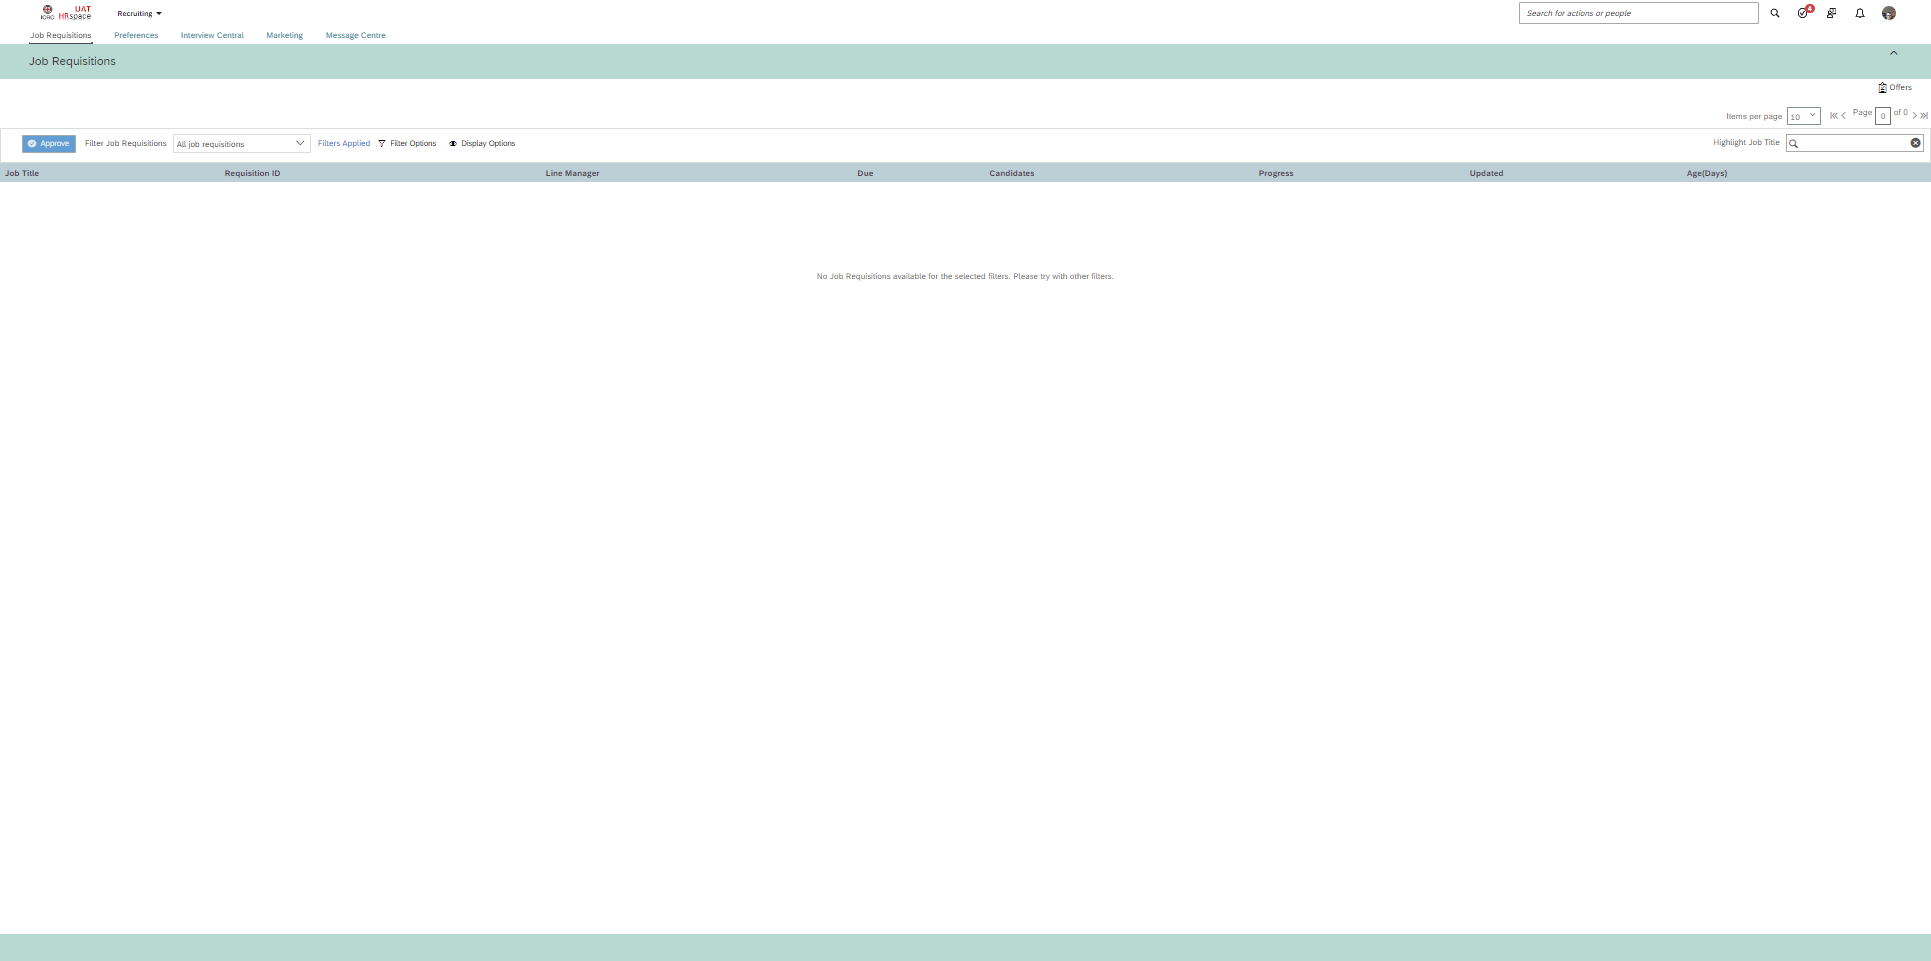 UAT
ICRC HRspace
Recruiting
Search for actions or people
4
Job Requisitions
Preferences
Interview Central
Marketing
Message Centre
Job Requisitions
Offers
Items per page 10 Page 0 of 0
Approve Filter Job Requisitions All job requisitions Filters Applied Filter Options Display Options Highlight Job Title
Job Title Requisition ID Line Manager Due Candidates Progress Updated Age(Days)
No Job Requisitions available for the selected filters. Please try with other filters.